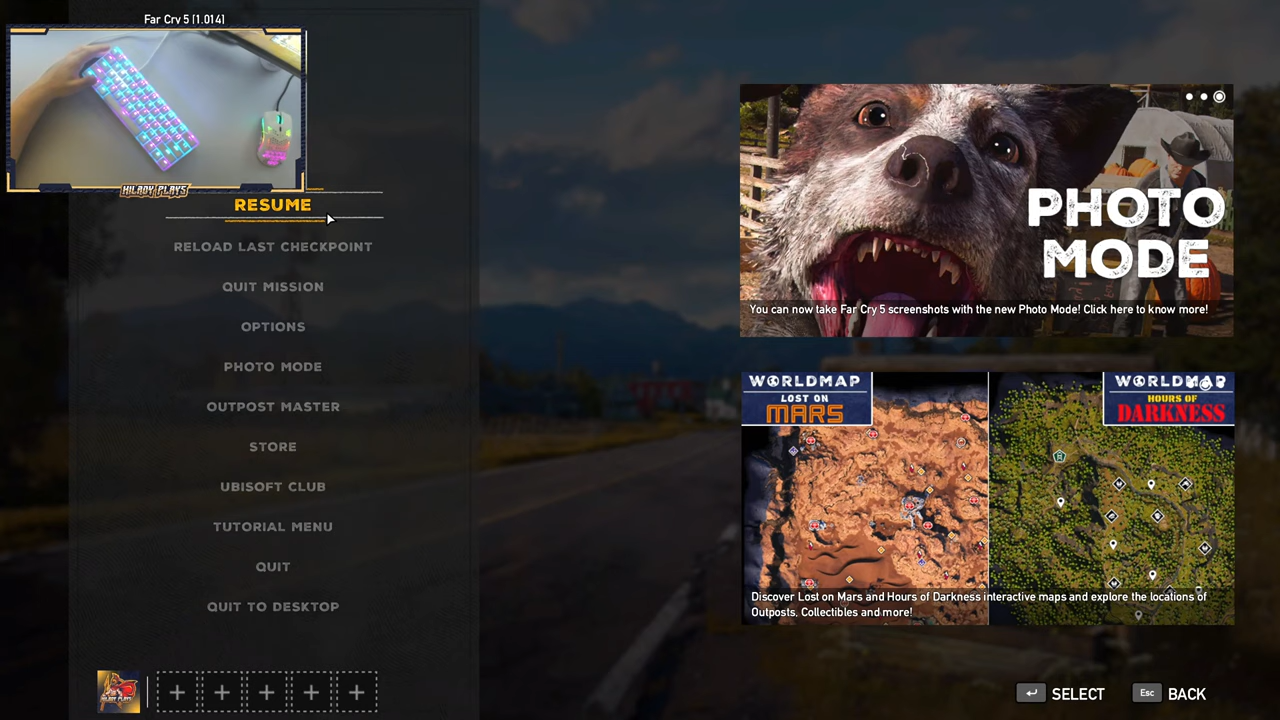 Far Cry 5 [1.014]
HILADY PLAYS
RESUME
RELOAD LAST CHECKPOINT
QUIT MISSION
OPTIONS
PHOTO MODE
OUTPOST MASTER
STORE
UBISOFT CLUB
TUTORIAL MENU
QUIT
QUIT TO DESKTOP
PHOTO
MODE
You can now take Far Cry 5 screenshots with the new Photo Mode! Click here to know more!
WORLDMAP
LOST ON
MARS
WORLDMAP
HOURS OF
DARKNESS
Discover Lost on Mars and Hours of Darkness interactive maps and explore the locations of
Outposts, Collectibles and more!
SELECT
Esc BACK